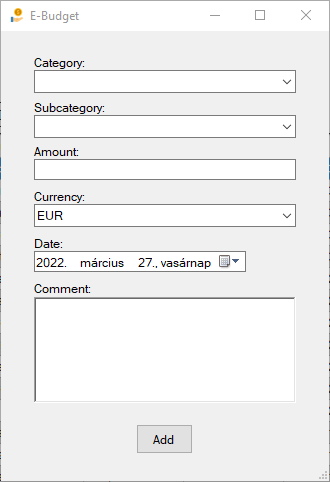 E-Budget
Category:
Subcategory:
Amount:
Currency:
EUR
Date:
2022. március 27., vasárnap
Comment:
Add